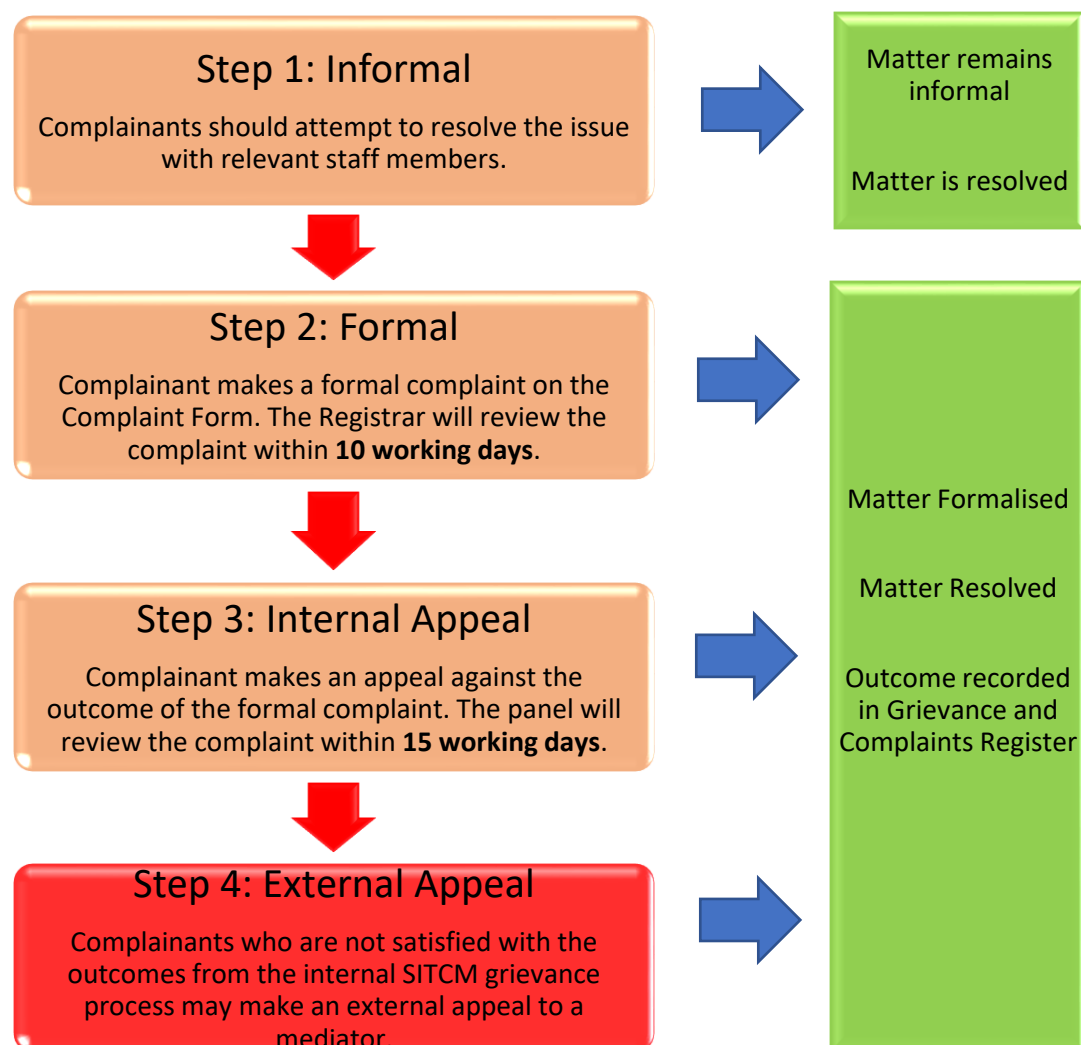 Step 1: Informal
Complainants should attempt to resolve the issue
with relevant staff members.
Matter remains
informal
Matter is resolved
Step 2: Formal
Complainant makes a formal complaint on the
Complaint Form. The Registrar will review the
complaint within 10 working days.
Step 3: Internal Appeal
Complainant makes an appeal against the
outcome of the formal complaint. The panel will
review the complaint within 15 working days.
Step 4: External Appeal
Complainants who are not satisfied with the
outcomes from the internal SITCM grievance
process may make an external appeal to a
mediator
Matter Formalised
Matter Resolved
Outcome recorded
in Grievance and
Complaints Register